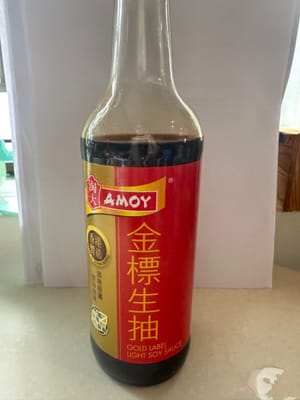 淘大 AMOY ®
金標生抽
GOLD LABEL
LIGHT SOY SAUCE